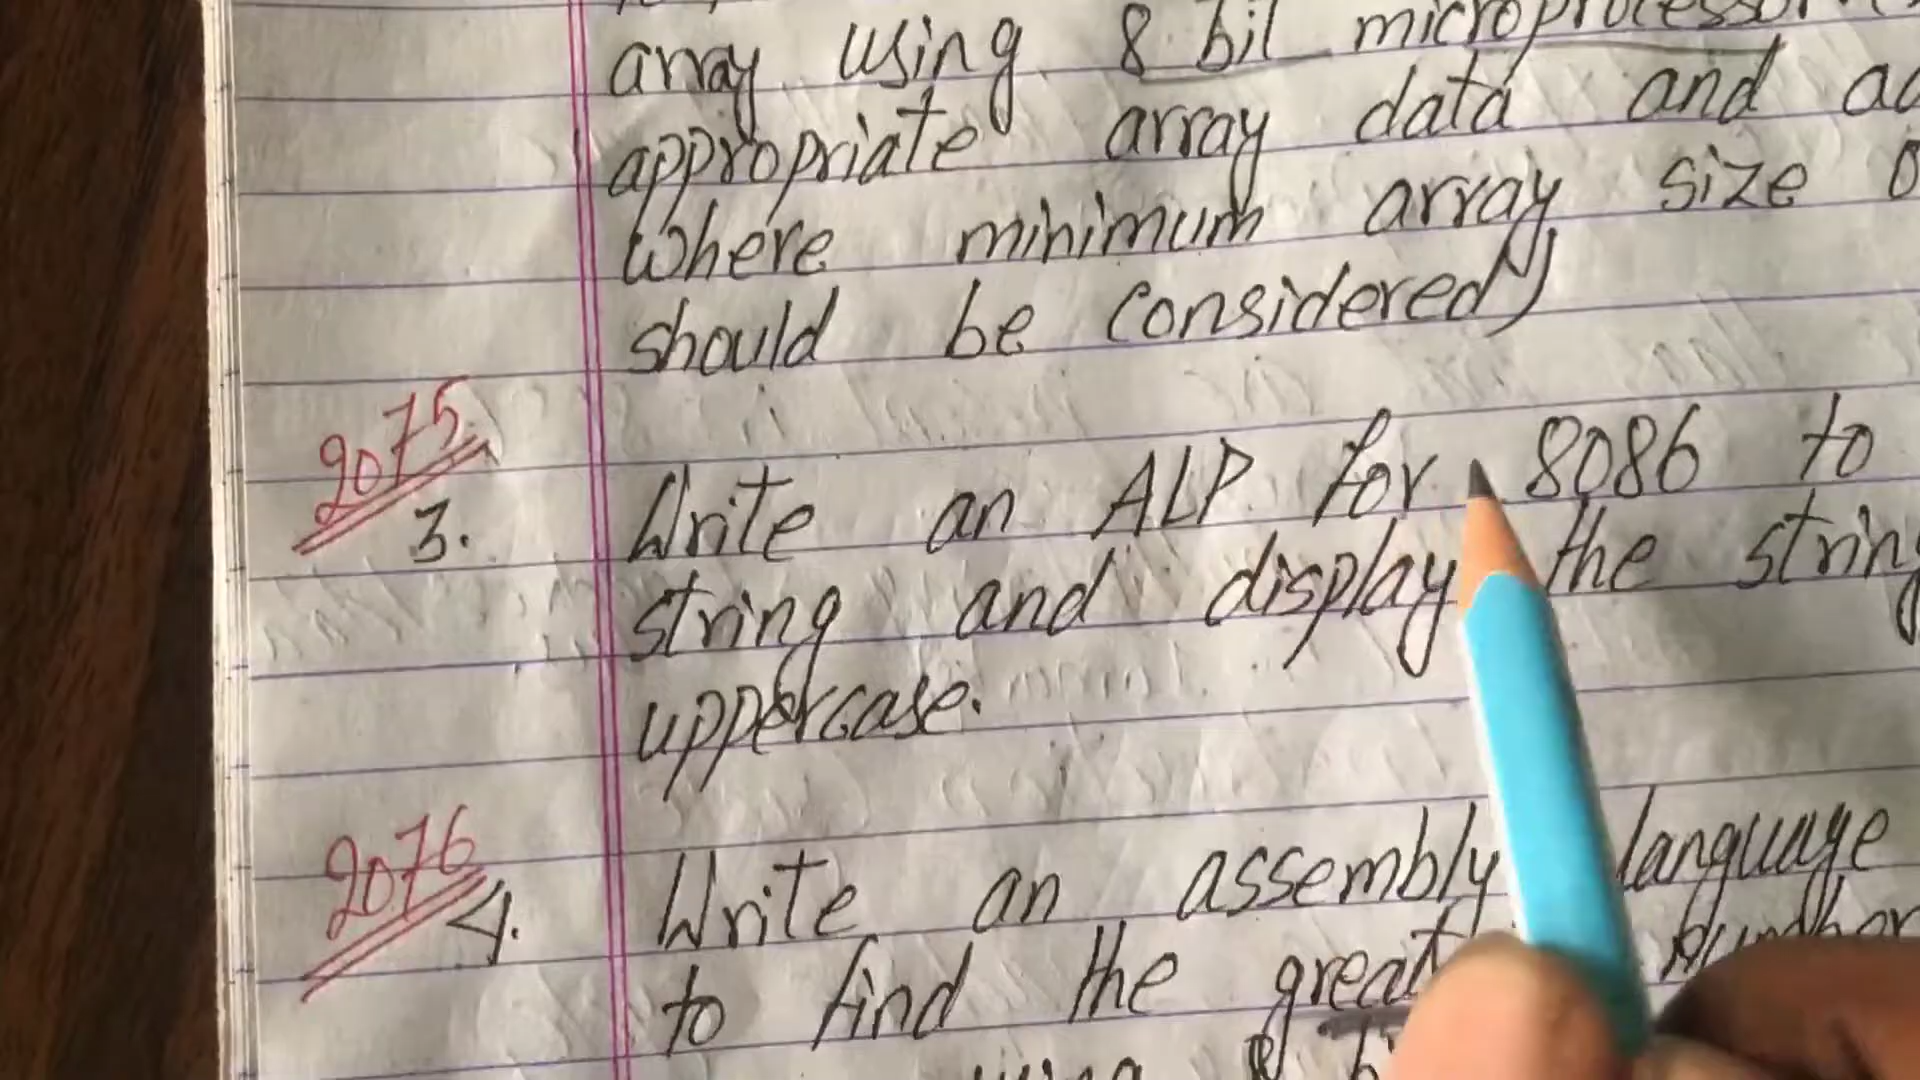 array using 8 bit microprocessor
appropriate array data and
where minimum array size
should be considered)
2075
3. Write an ALP for 8086 to
string and display the string
uppercase.
2076
4. Write an assembly language
to find the great
using 8